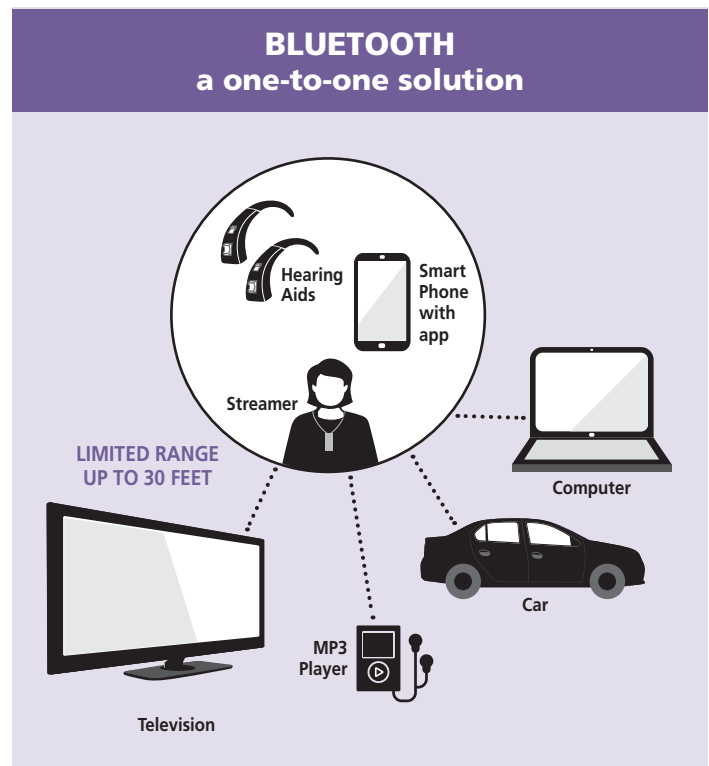 BLUETOOTH
a one-to-one solution
Hearing
Aids
Smart
Phone
with
app
Streamer
LIMITED RANGE
UP TO 30 FEET
Computer
Car
MP3
Player
Television